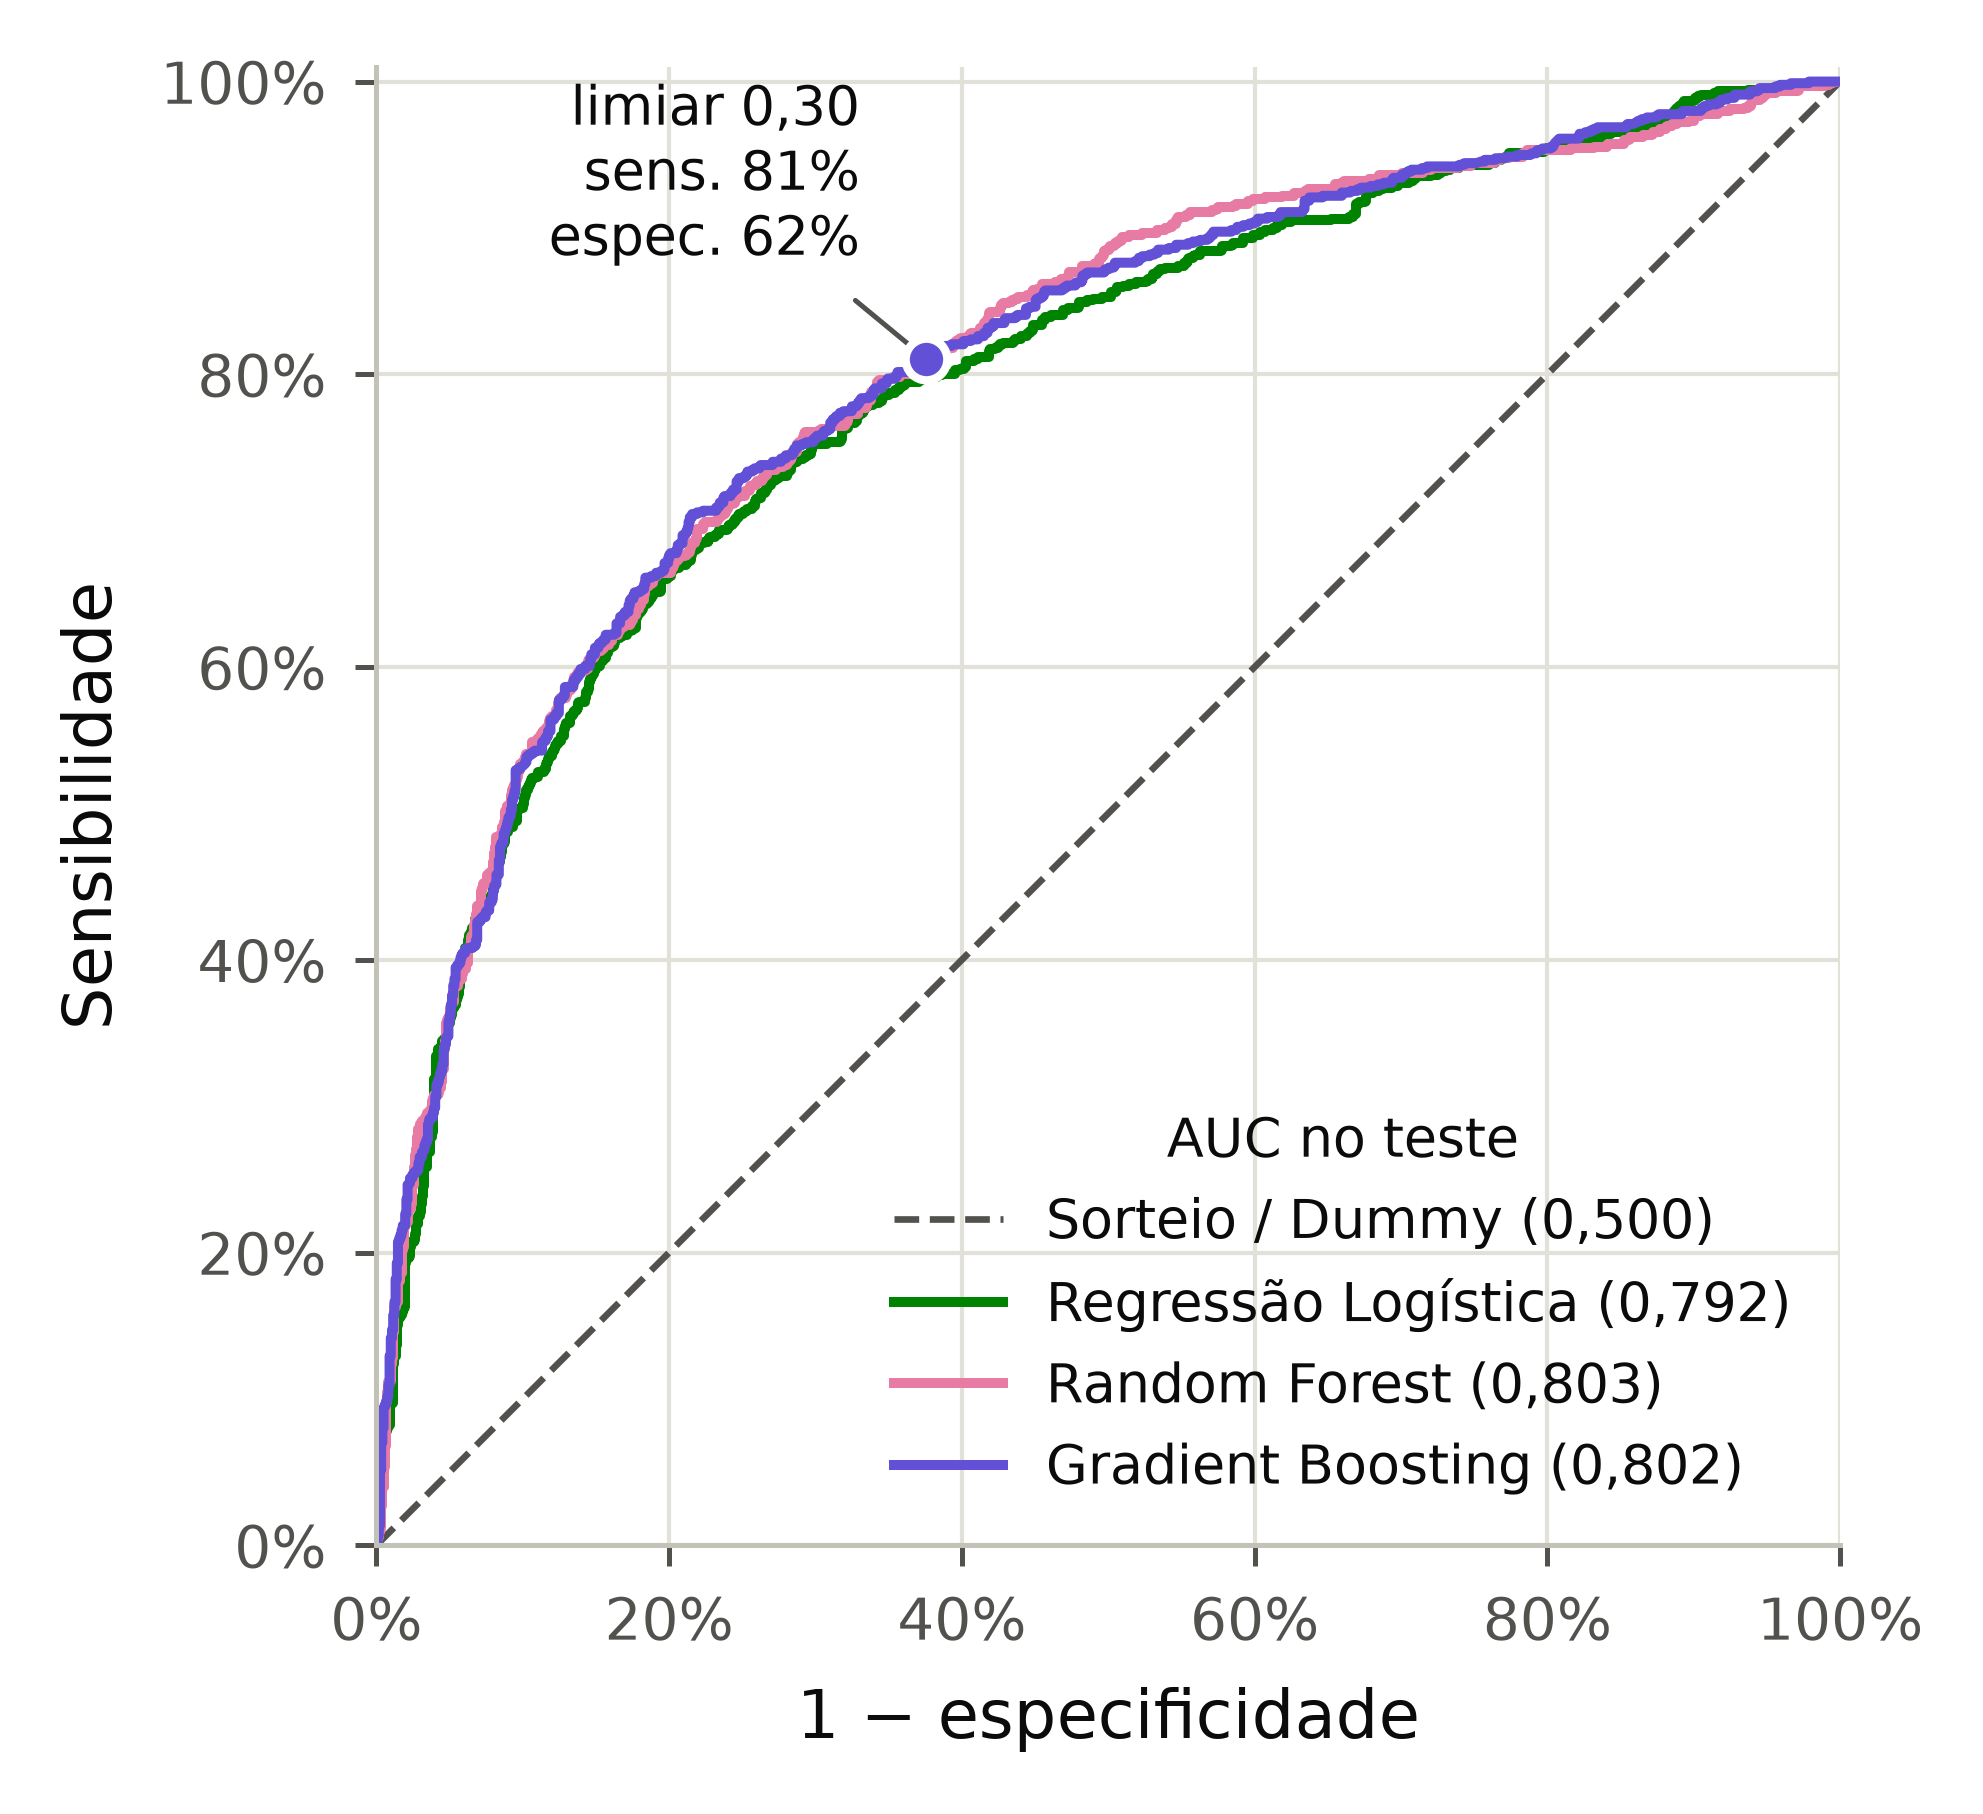 limiar 0,30
sens. 81%
espec. 62%
100%
80%
60%
40%
20%
0%
Sensibilidade
AUC no teste
Sorteio / Dummy (0,500)
Regressão Logística (0,792)
Random Forest (0,803)
Gradient Boosting (0,802)
0% 20% 40% 60% 80% 100%
1 − especificidade